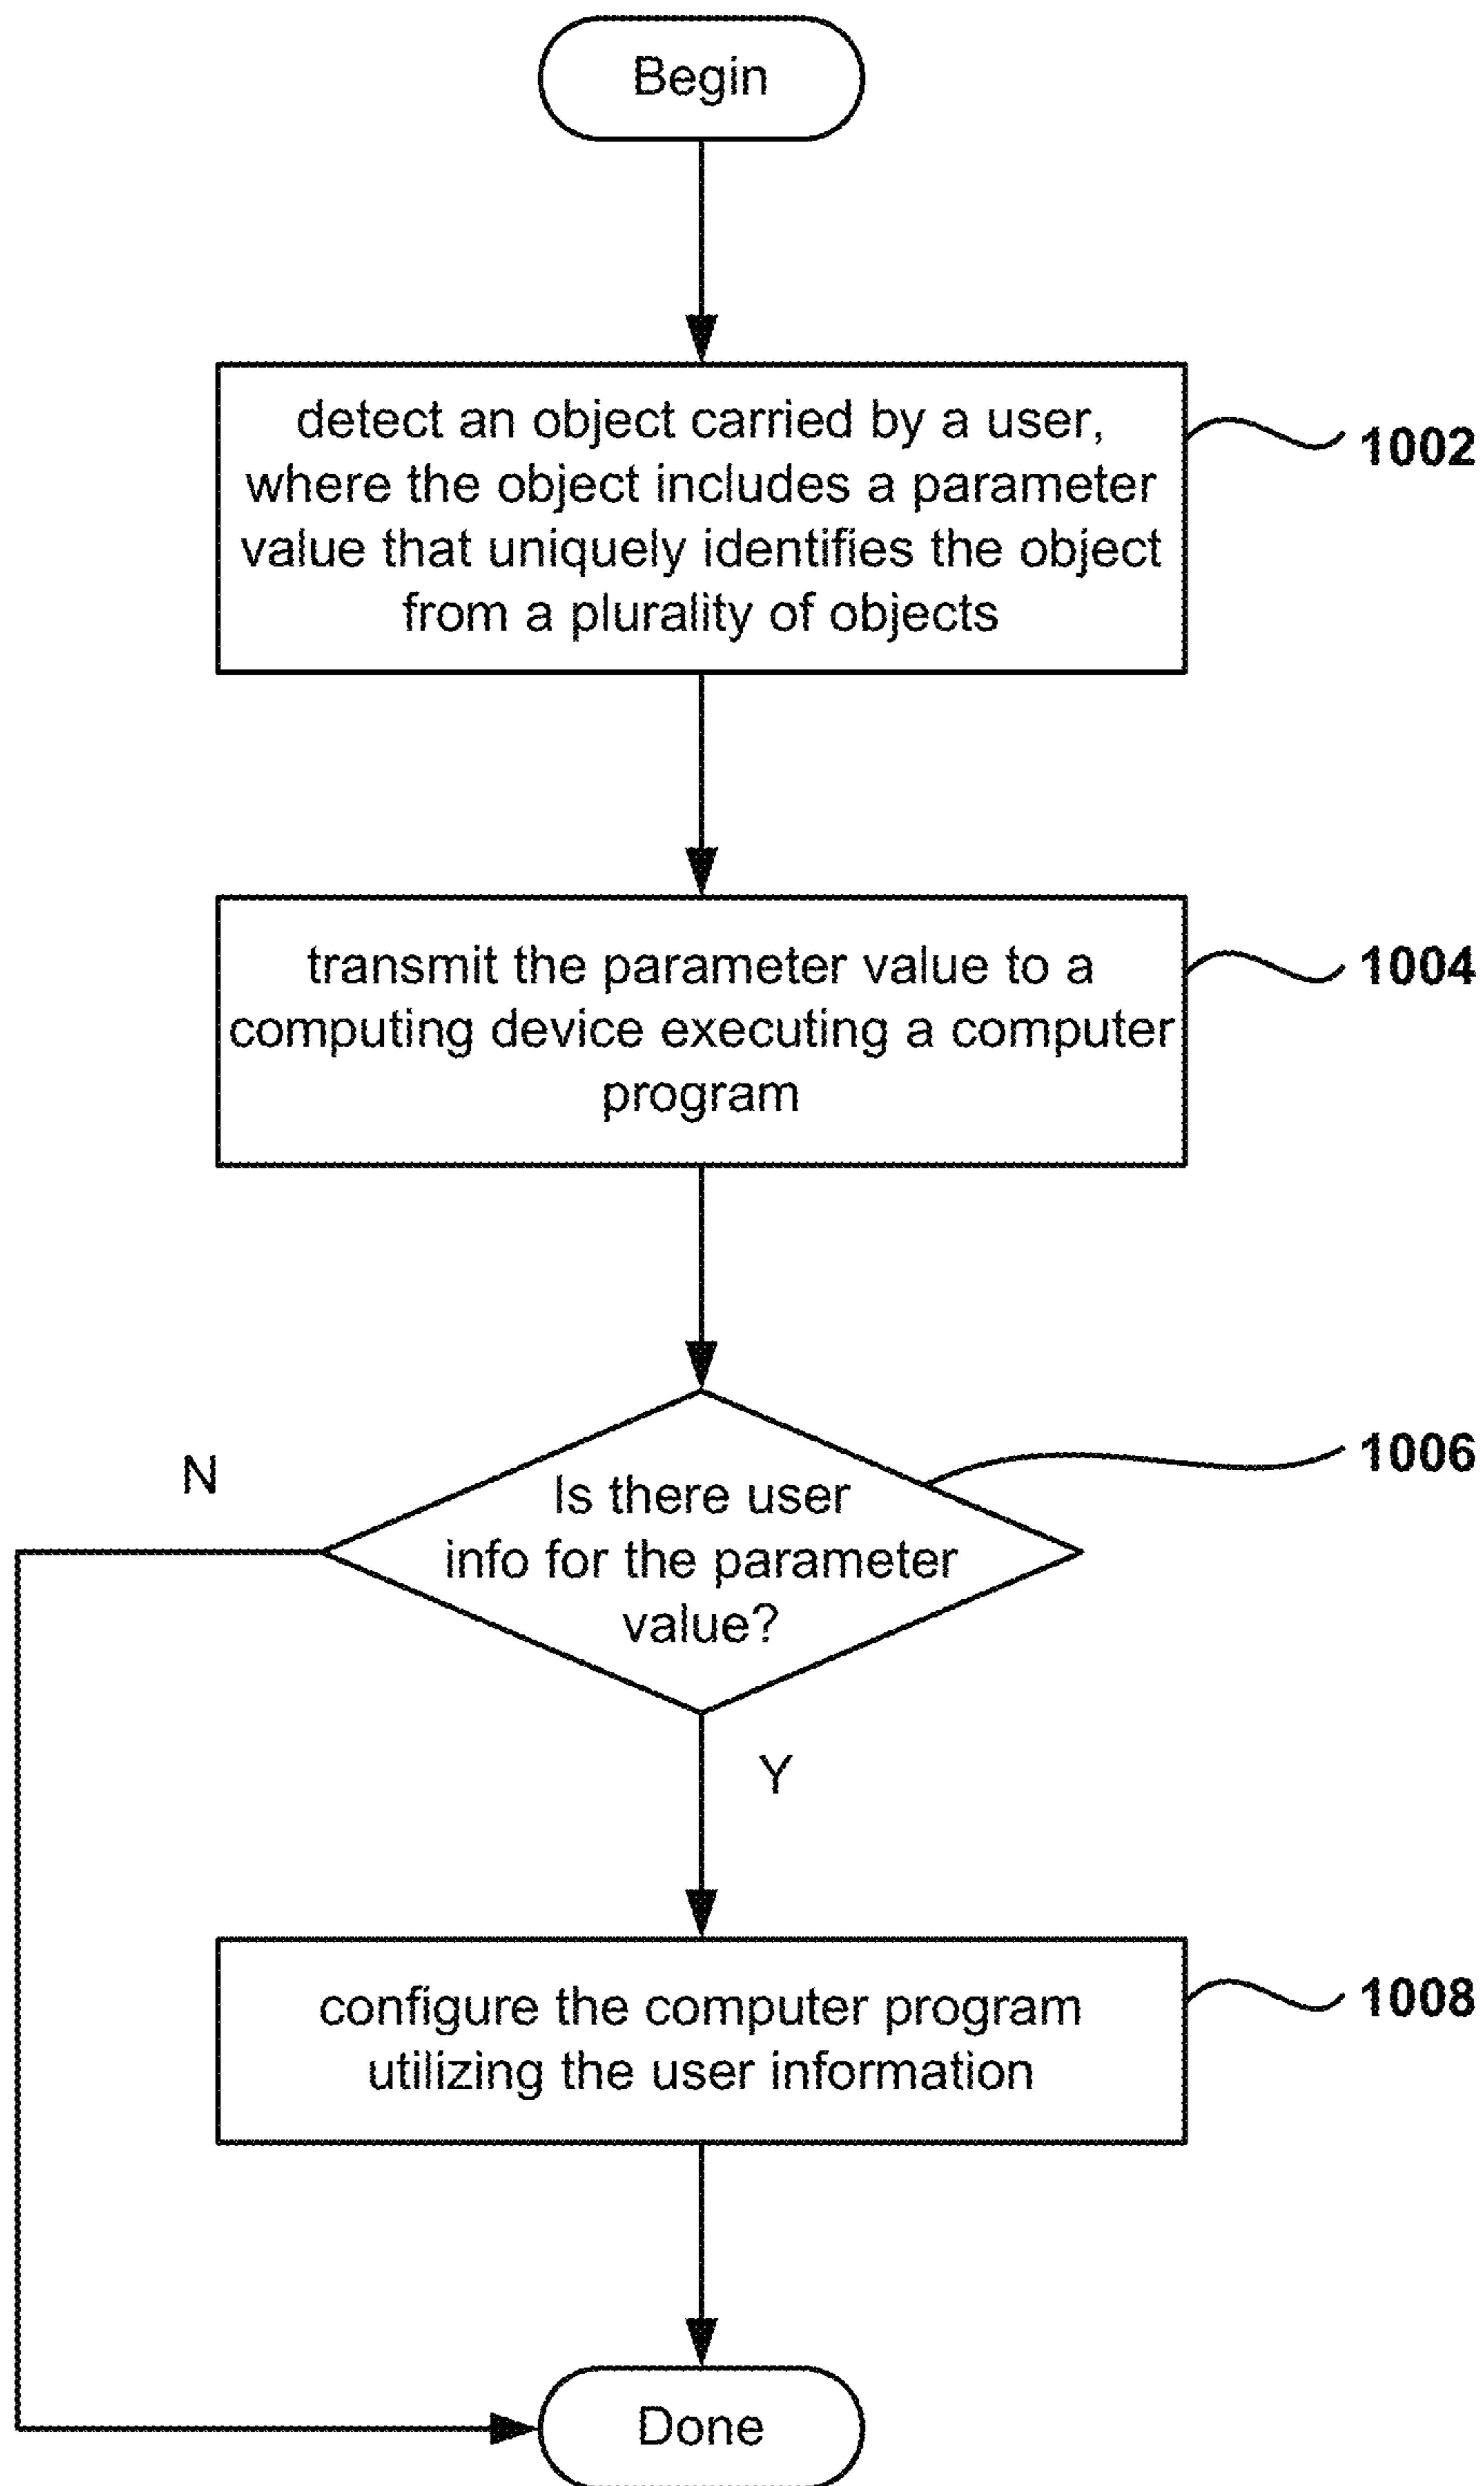 Begin
detect an object carried by a user,
where the object includes a parameter
value that uniquely identifies the object
from a plurality of objects
1002
transmit the parameter value to a
computing device executing a computer
program
1004
Is there user
info for the parameter
value?
1006
N
Y
configure the computer program
utilizing the user information
1008
Done